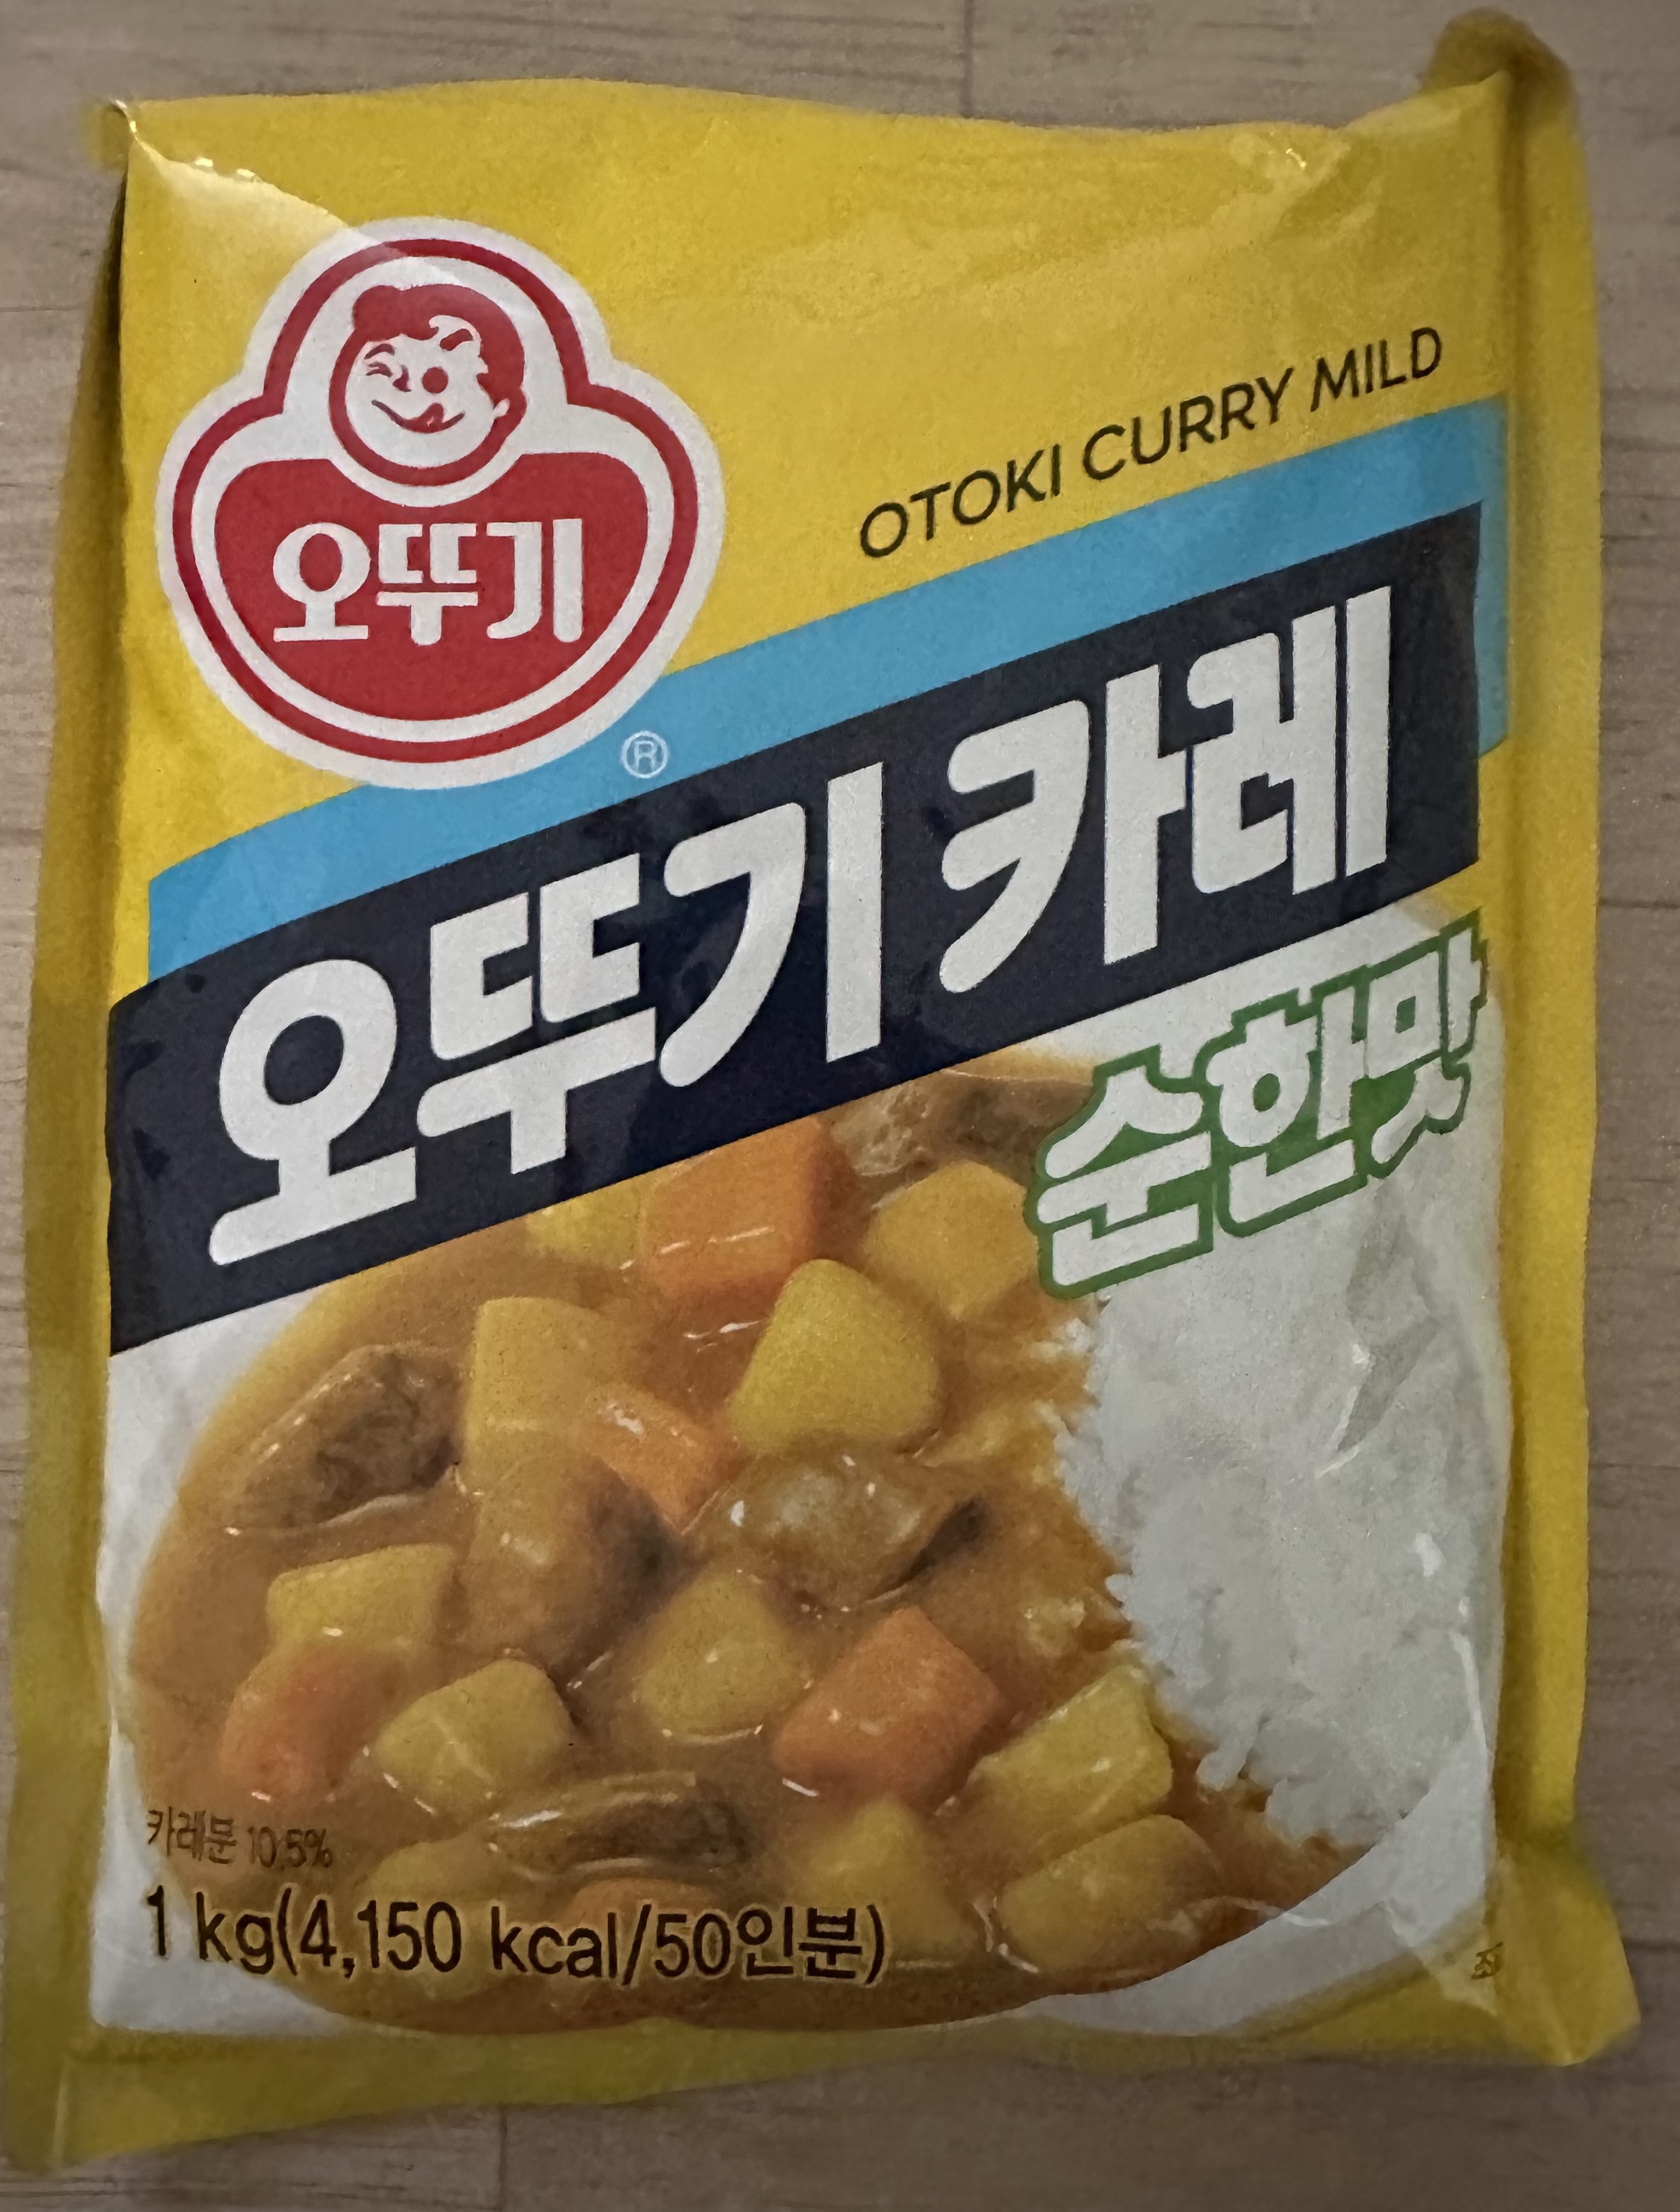 오뚜기
®
OTOKI CURRY MILD
오뚜기 카레
순한맛
카레분 10.5%
1 kg(4,150 kcal/50인분)